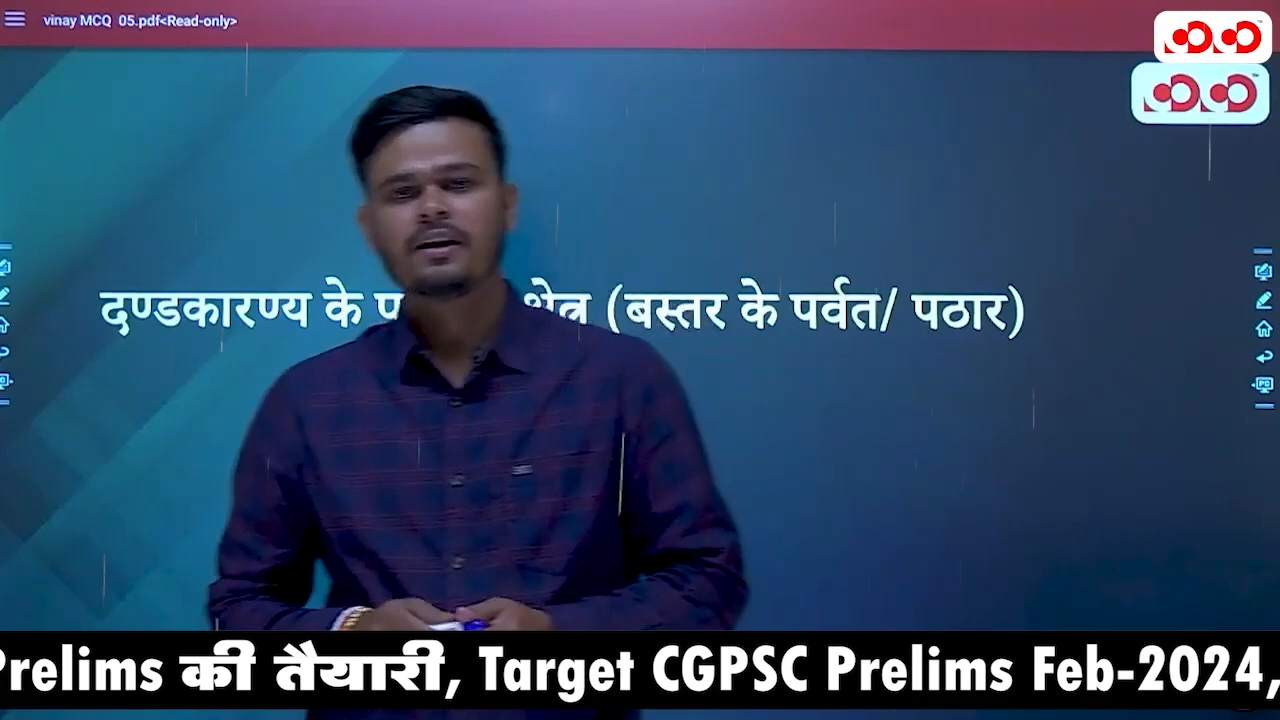 vinay MCQ 05.pdf<Read-only>
दण्डकारण्य के क्षेत्र (बस्तर के पर्वत/ पठार)
Prelims की तैयारी, Target CGPSC Prelims Feb-2024,